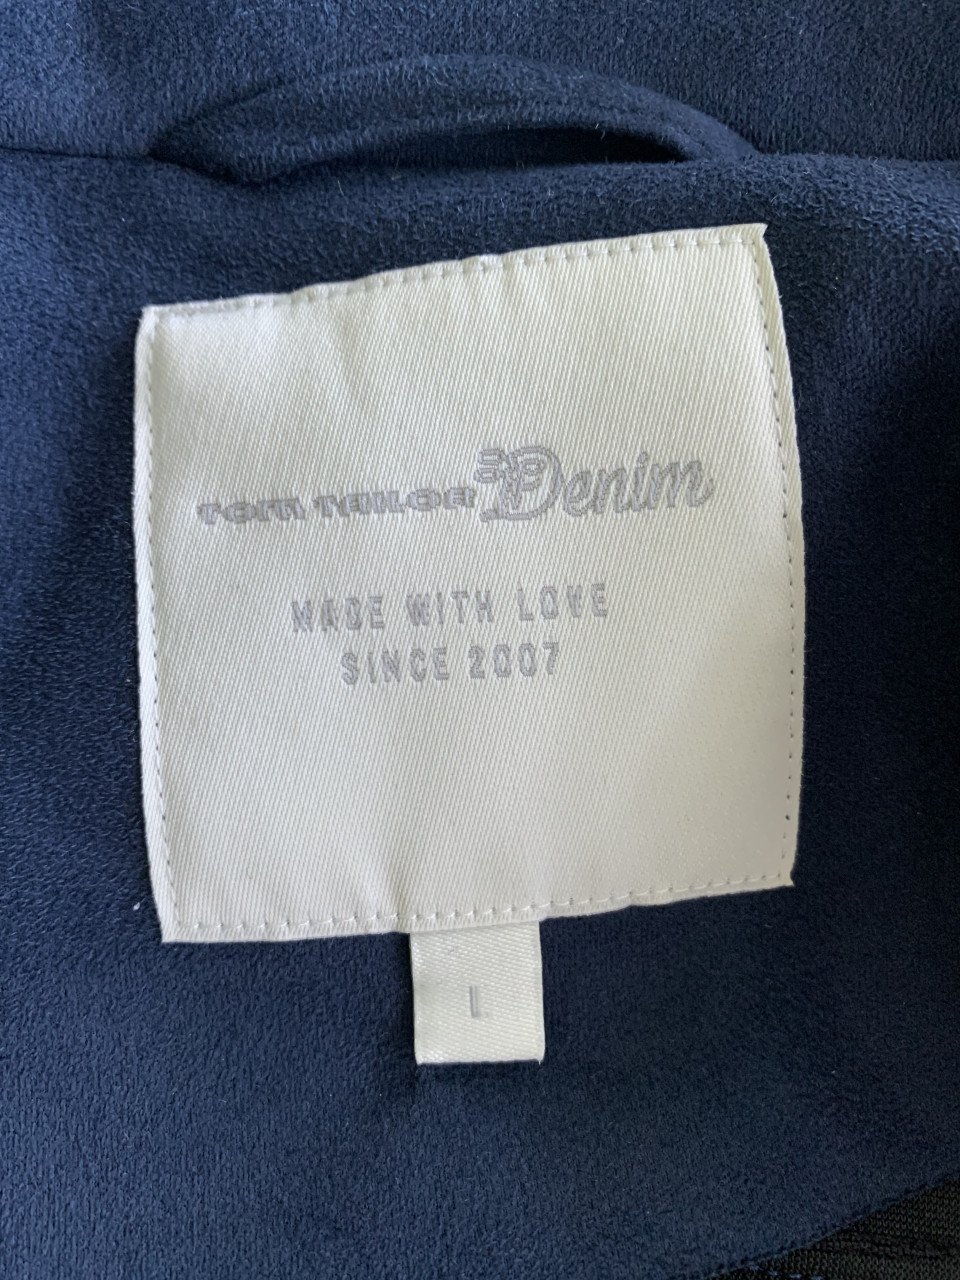 TOM TAILOR Denim
MADE WITH LOVE
SINCE 2007
L